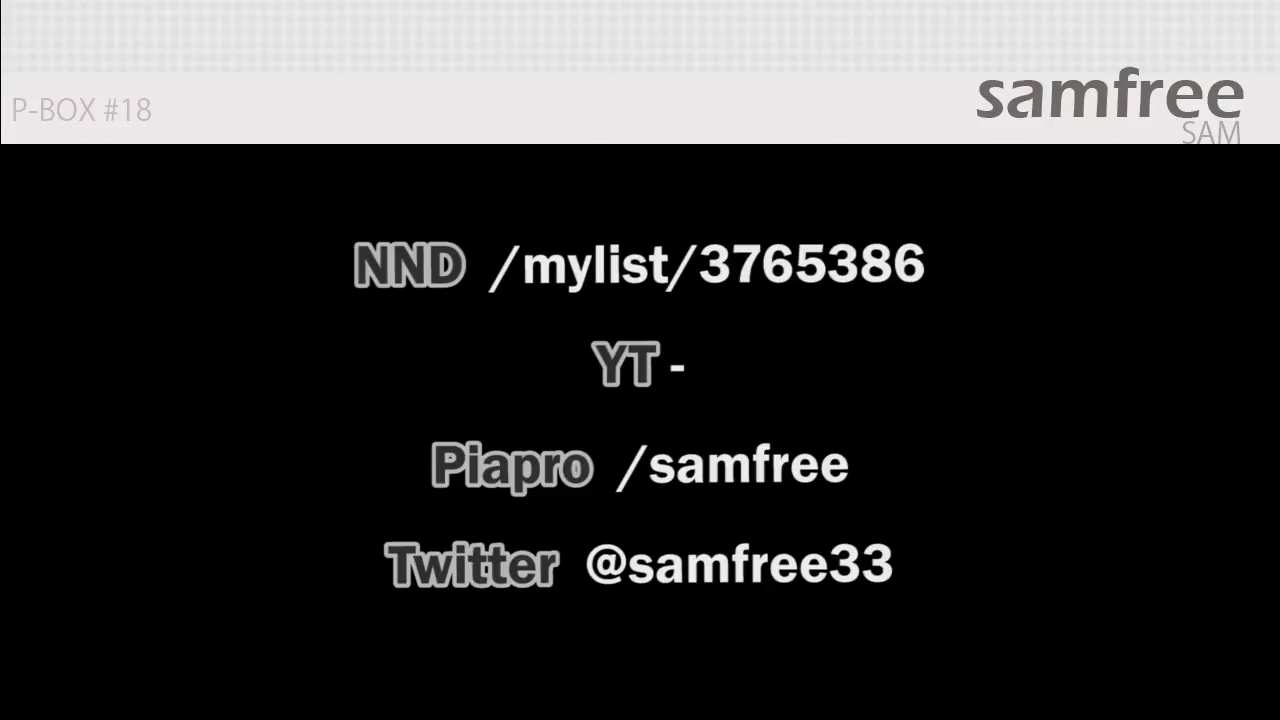 P-BOX #18
samfree
SAM
NND /mylist/3765386
YT -
Piapro /samfree
Twitter @samfree33